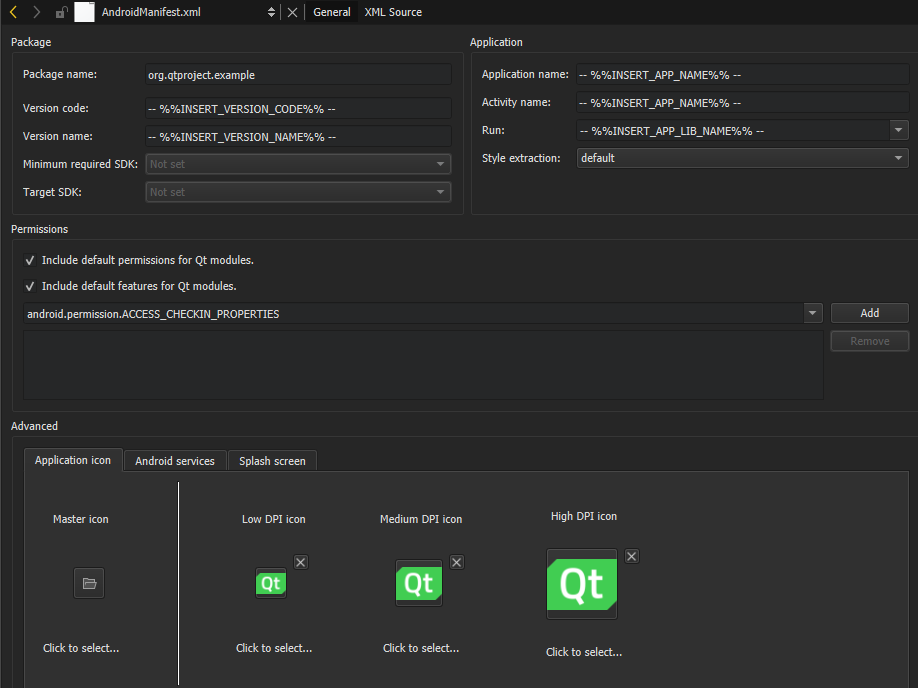 AndroidManifest.xml General XML Source
Package
Package name: org.qtproject.example
Version code: -- %%INSERT_VERSION_CODE%% --
Version name: -- %%INSERT_VERSION_NAME%% --
Minimum required SDK: Not set
Target SDK: Not set
Application
Application name: -- %%INSERT_APP_NAME%% --
Activity name: -- %%INSERT_APP_NAME%% --
Run: -- %%INSERT_APP_LIB_NAME%% --
Style extraction: default
Permissions
Include default permissions for Qt modules.
Include default features for Qt modules.
android.permission.ACCESS_CHECKIN_PROPERTIES Add
Remove
Advanced
Application icon Android services Splash screen
Master icon Low DPI icon Medium DPI icon High DPI icon
Qt Qt Qt
Click to select... Click to select... Click to select... Click to select...